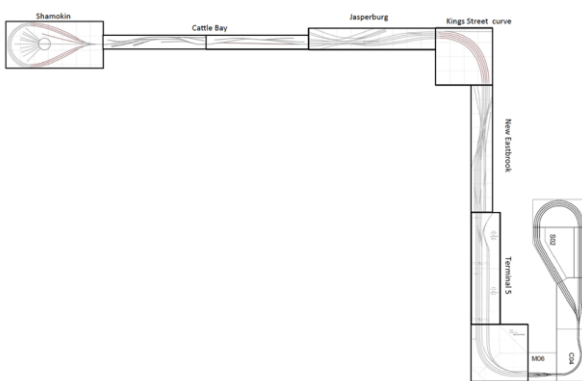 Shamokin
Cattle Bay
Jasperburg
Kings Street curve
New Eastbrook
Terminal 5
S02
M06
C04